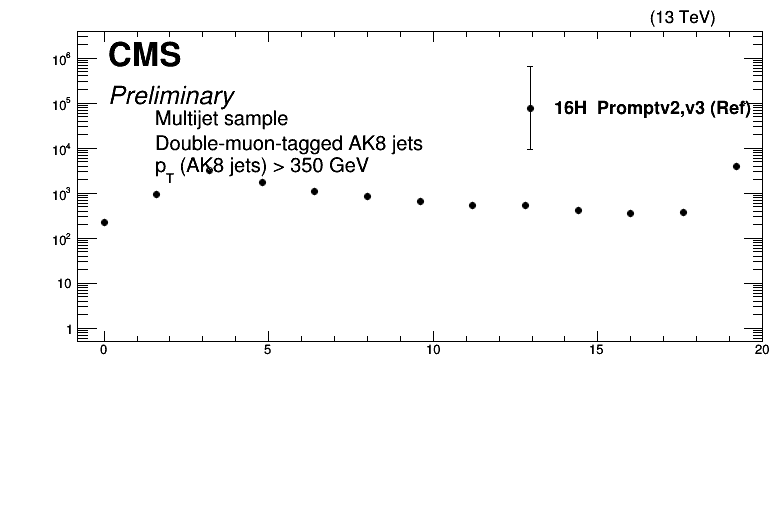 (13 TeV)
CMS
Preliminary
Multijet sample
Double-muon-tagged AK8 jets
p_T (AK8 jets) > 350 GeV
16H Promptv2,v3 (Ref)
10^6
10^5
10^4
10^3
10^2
10
1
0 5 10 15 20